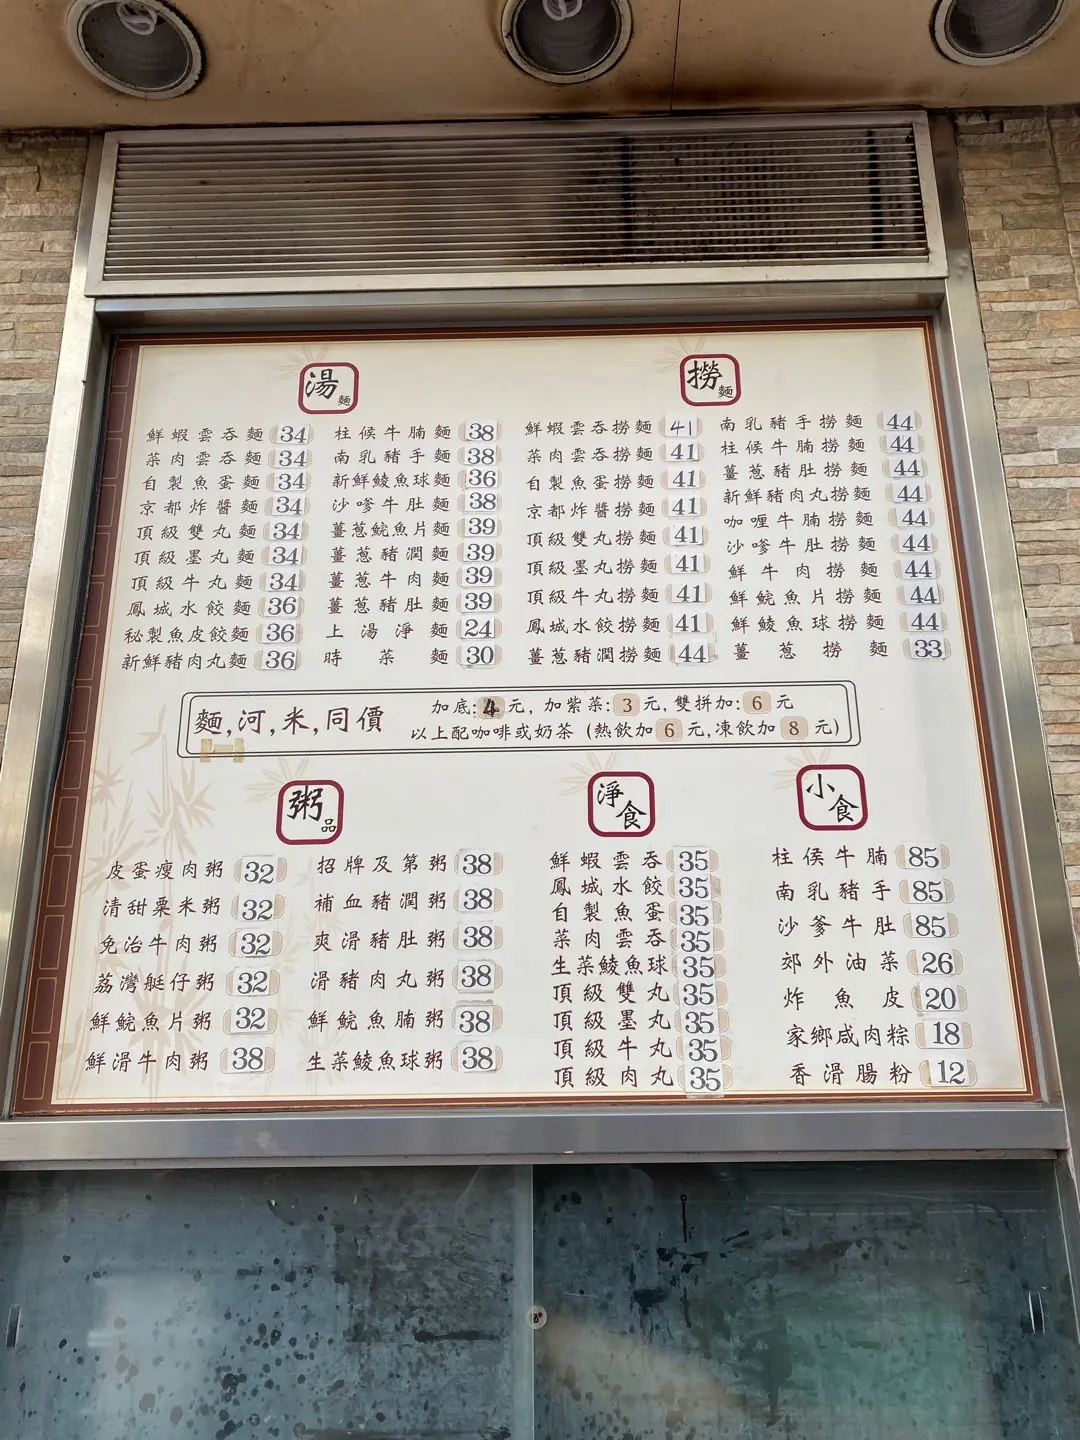 湯麵
鮮蝦雲吞麵 34
菜肉雲吞麵 34
自製魚蛋麵 34
京都炸醬麵 34
頂級雙丸麵 34
頂級墨丸麵 34
頂級牛丸麵 34
鳳城水餃麵 36
秘製魚皮餃麵 36
新鮮豬肉丸麵 36
柱候牛腩麵 38
南乳豬手麵 38
新鮮鯪魚球麵 36
沙嗲牛肚麵 38
薑蔥鯇魚片麵 39
薑蔥豬潤麵 39
薑蔥牛肉麵 39
薑蔥豬肚麵 39
上湯淨麵 24
時菜麵 30
撈麵
鮮蝦雲吞撈麵 41
菜肉雲吞撈麵 41
自製魚蛋撈麵 41
京都炸醬撈麵 41
頂級雙丸撈麵 41
頂級墨丸撈麵 41
頂級牛丸撈麵 41
鳳城水餃撈麵 41
薑蔥豬潤撈麵 44
南乳豬手撈麵 44
柱候牛腩撈麵 44
薑蔥豬肚撈麵 44
新鮮豬肉丸撈麵 44
咖喱牛腩撈麵 44
沙嗲牛肚撈麵 44
鮮牛肉撈麵 44
鮮鯇魚片撈麵 44
鮮鯪魚球撈麵 44
薑蔥撈麵 33
麵,河,米,同價
加底:4元, 加紫菜:3元, 雙拼加:6元
以上配咖啡或奶茶 (熱飲加6元,凍飲加8元)
粥品
皮蛋瘦肉粥 32
清甜粟米粥 32
免治牛肉粥 32
荔灣艇仔粥 32
鮮鯇魚片粥 32
鮮滑牛肉粥 38
招牌及第粥 38
補血豬潤粥 38
爽滑豬肚粥 38
滑豬肉丸粥 38
鮮鯇魚腩粥 38
生菜鯪魚球粥 38
淨食
鮮蝦雲吞 35
鳳城水餃 35
自製魚蛋 35
菜肉雲吞 35
生菜鯪魚球 35
頂級雙丸 35
頂級墨丸 35
頂級牛丸 35
頂級肉丸 35
小食
柱侯牛腩 85
南乳豬手 85
沙爹牛肚 85
郊外油菜 26
炸魚皮 20
家鄉咸肉粽 18
香滑腸粉 12